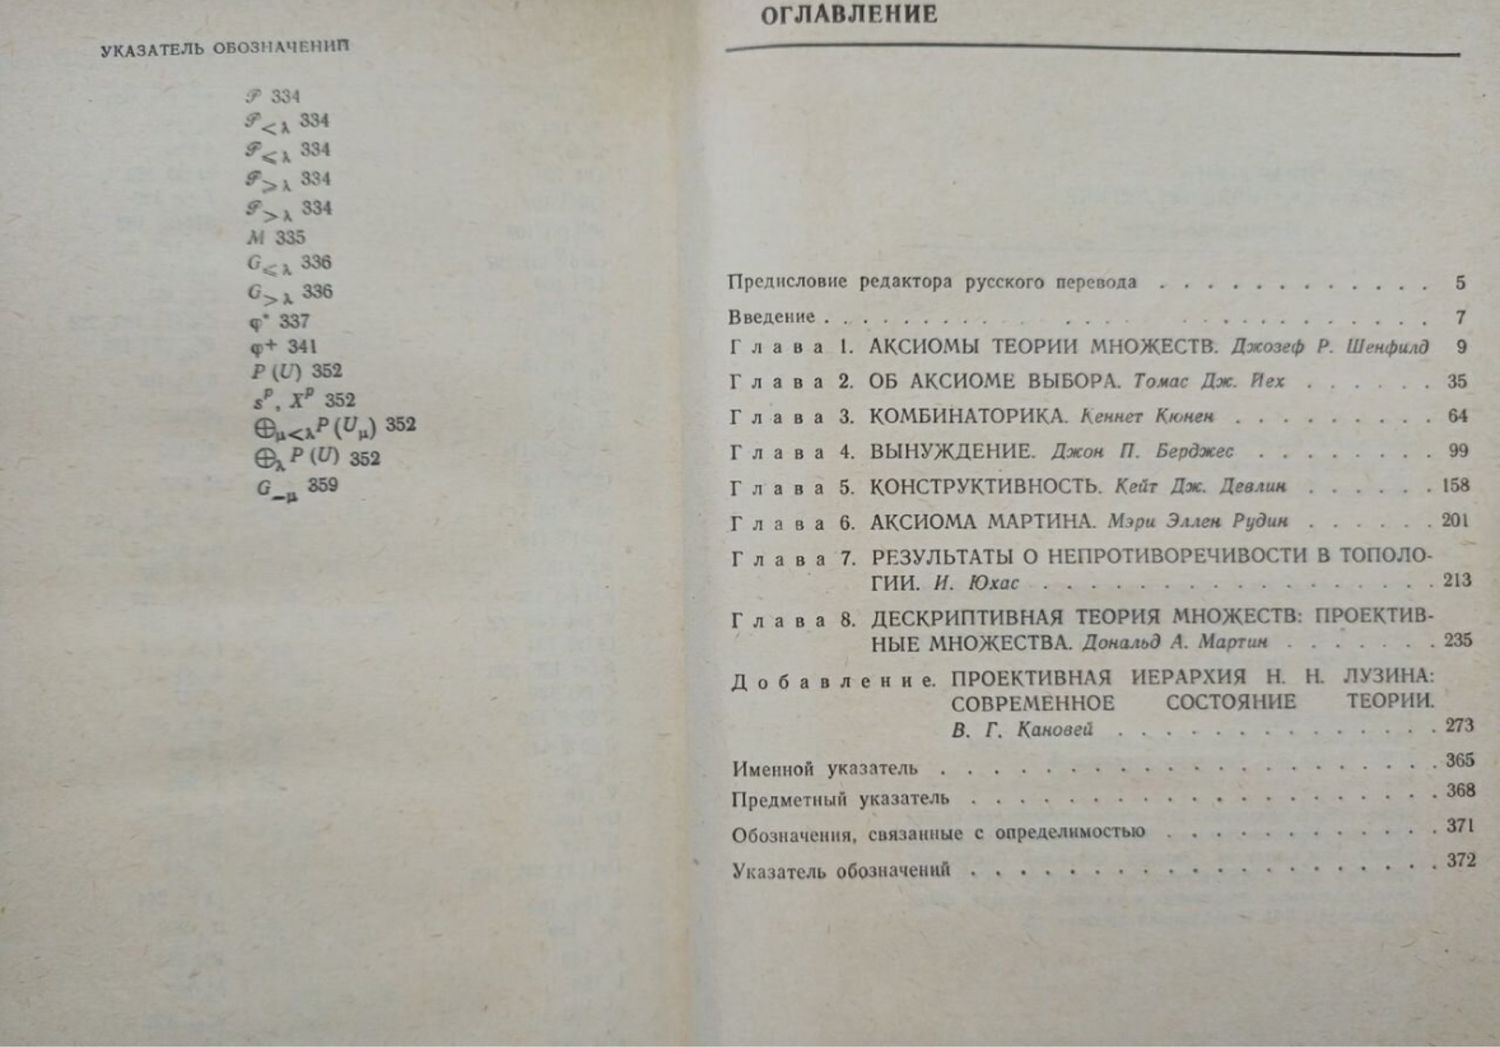 УКАЗАТЕЛЬ ОБОЗНАЧЕНИЙ
𝒫 334
𝒫<λ 334
𝒫⩽λ 334
𝒫⩾λ 334
𝒫>λ 334
M 335
G⩽λ 336
G>λ 336
φ* 337
φ+ 341
P (U) 352
sᵖ, Xᵖ 352
⊕μ<λP (Uμ) 352
⊕λ P (U) 352
G−μ 359
ОГЛАВЛЕНИЕ
Предисловие редактора русского перевода . . . . . . . . . . . . 5
Введение . . . . . . . . . . . . . . . . . . . . 7
Глава 1. АКСИОМЫ ТЕОРИИ МНОЖЕСТВ. Джозеф Р. Шенфилд 9
Глава 2. ОБ АКСИОМЕ ВЫБОРА. Томас Дж. Йех . . . . . . 35
Глава 3. КОМБИНАТОРИКА. Кеннет Кюнен . . . . . . . . . 64
Глава 4. ВЫНУЖДЕНИЕ. Джон П. Берджес . . . . . . . . 99
Глава 5. КОНСТРУКТИВНОСТЬ. Кейт Дж. Девлин . . . . . . 158
Глава 6. АКСИОМА МАРТИНА. Мэри Эллен Рудин . . . . . . 201
Глава 7. РЕЗУЛЬТАТЫ О НЕПРОТИВОРЕЧИВОСТИ В ТОПОЛО-
ГИИ. И. Юхас . . . . . . . . . . . . . . . . . 213
Глава 8. ДЕСКРИПТИВНАЯ ТЕОРИЯ МНОЖЕСТВ: ПРОЕКТИВ-
НЫЕ МНОЖЕСТВА. Дональд А. Мартин . . . . . . . 235
Добавление. ПРОЕКТИВНАЯ ИЕРАРХИЯ Н. Н. ЛУЗИНА:
СОВРЕМЕННОЕ СОСТОЯНИЕ ТЕОРИИ.
В. Г. Кановей . . . . . . . . . . . . . 273
Именной указатель . . . . . . . . . . . . . . . . . . . . 365
Предметный указатель . . . . . . . . . . . . . . . . . . . 368
Обозначения, связанные с определимостью . . . . . . . . . . . . 371
Указатель обозначений . . . . . . . . . . . . . . . . . . . 372